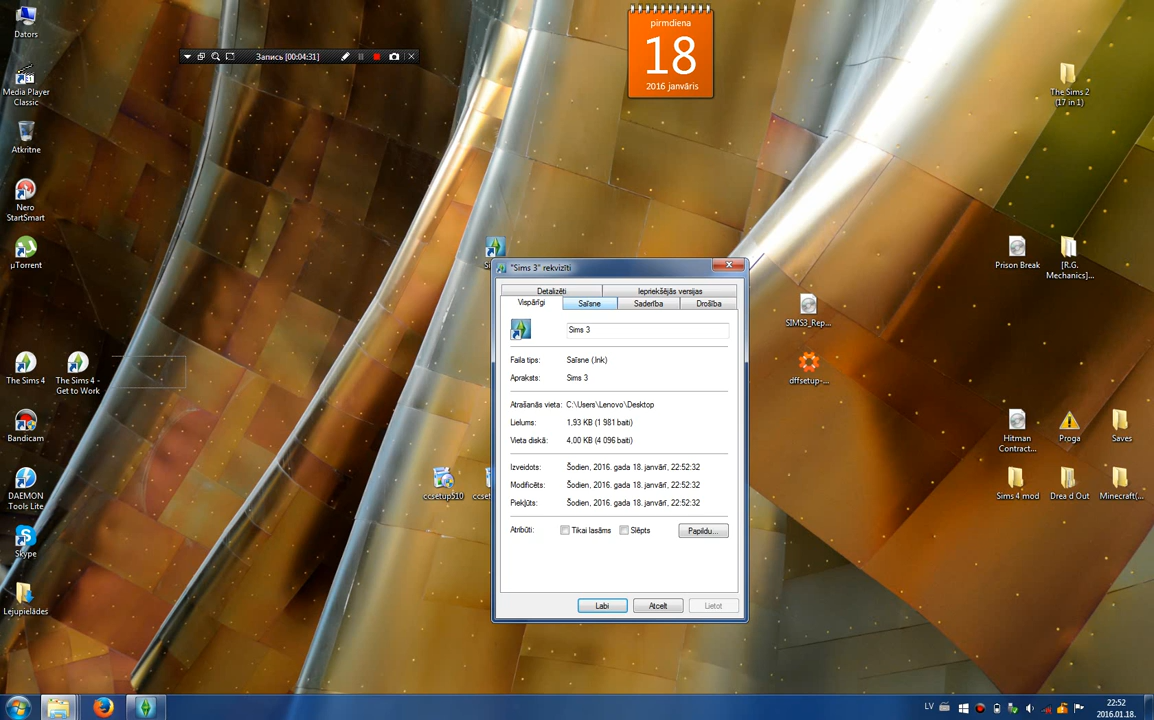 Dators
Media Player
Classic
Atkritne
Nero
StartSmart
µTorrent
The Sims 4
The Sims 4 -
Get to Work
Bandicam
DAEMON
Tools Lite
Skype
Lejupielādes
Запись [00:04:31]
pirmdiena
18
2016 janvāris
The Sims 2
(17 in 1)
Prison Break
[R.G.
Mechanics]...
SIMS3_Rep...
dffsetup-...
Hitman
Contract...
Proga
Saves
Sims 4 mod
Drea d Out
Minecraft(...
ccsetup510
"Sims 3" rekvizīti
Detalizēti
Iepriekšējās versijas
Vispārīgi
Saīsne
Saderība
Drošība
Sims 3
Faila tips: Saīsne (.lnk)
Apraksts: Sims 3
Atrašanās vieta: C:\Users\Lenovo\Desktop
Lielums: 1,93 KB (1 981 baiti)
Vieta diskā: 4,00 KB (4 096 baiti)
Izveidots: Šodien, 2016. gada 18. janvārī, 22:52:32
Modificēts: Šodien, 2016. gada 18. janvārī, 22:52:32
Piekļūts: Šodien, 2016. gada 18. janvārī, 22:52:32
Atribūti: Tikai lasāms Slēpts Papildu...
Labi Atcelt Lietot
LV
22:52
2016.01.18.